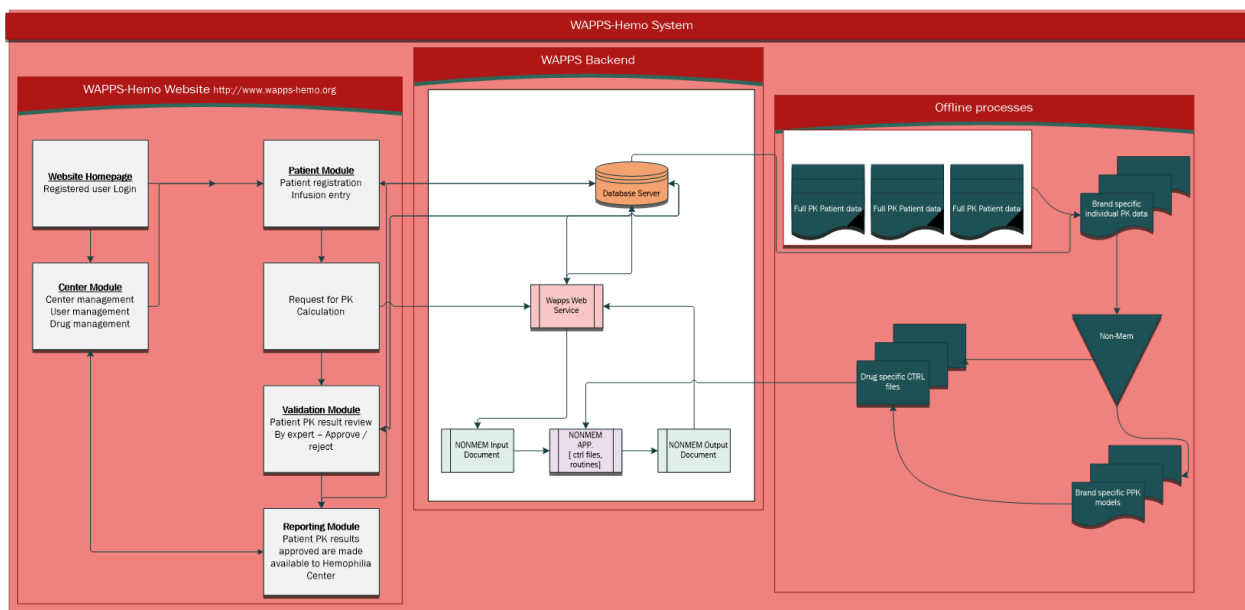 WAPPS-Hemo System
WAPPS-Hemo Website http://www.wapps-hemo.org
Website Homepage
Registered user Login
Center Module
Center management
User management
Drug management
Patient Module
Patient registration
Infusion entry
Request for PK
Calculation
Validation Module
Patient PK result review
By expert – Approve /
reject
Reporting Module
Patient PK results
approved are made
available to Hemophilia
Center
WAPPS Backend
Database Server
Wapps Web
Service
NONMEM Input
Document
NONMEM
APP,
[ ctrl files,
routines]
NONMEM Output
Document
Offline processes
Full PK Patient data
Full PK Patient data
Full PK Patient data
Brand specific
individual PK data
Non-Mem
Drug specific CTRL
files
Brand specific PPK
models